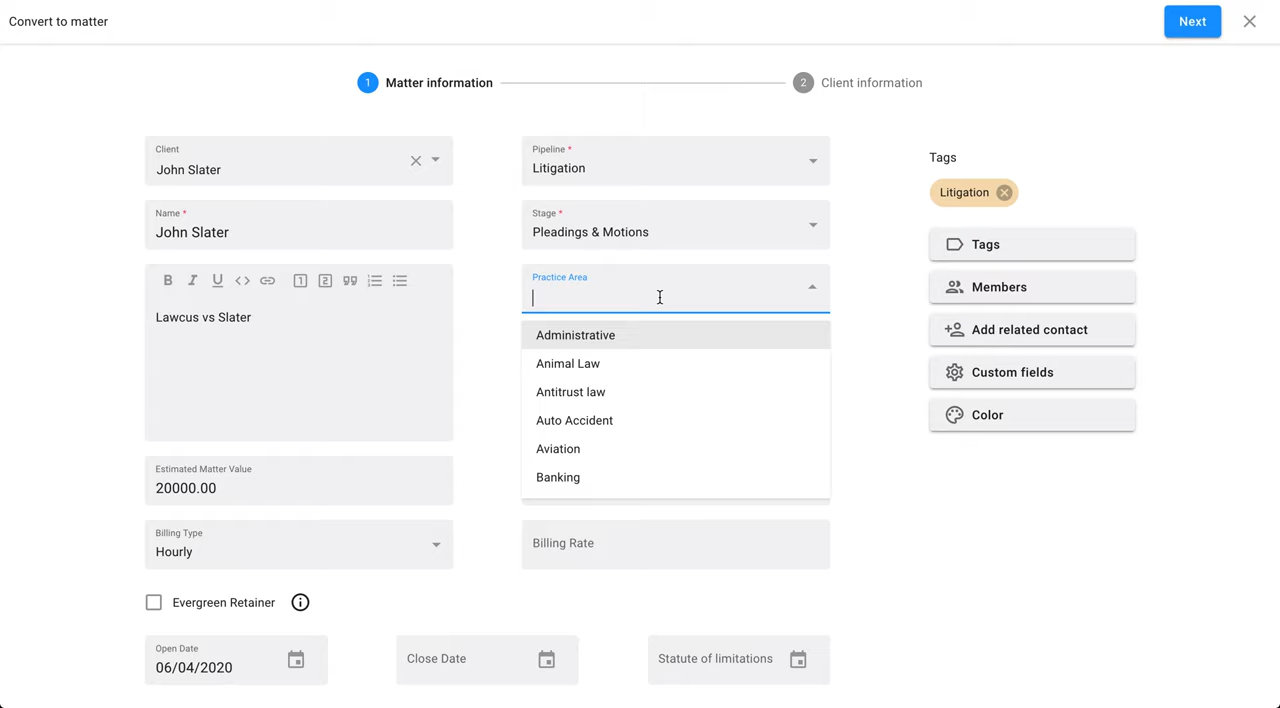 Convert to matter
Next
1 Matter information
2 Client information
Client
John Slater
Name *
John Slater
B I U
Lawcus vs Slater
Estimated Matter Value
20000.00
Billing Type
Hourly
Evergreen Retainer
Open Date
06/04/2020
Close Date
Statute of limitations
Pipeline *
Litigation
Stage *
Pleadings & Motions
Practice Area
Administrative
Animal Law
Antitrust law
Auto Accident
Aviation
Banking
Billing Rate
Tags
Litigation
Tags
Members
Add related contact
Custom fields
Color